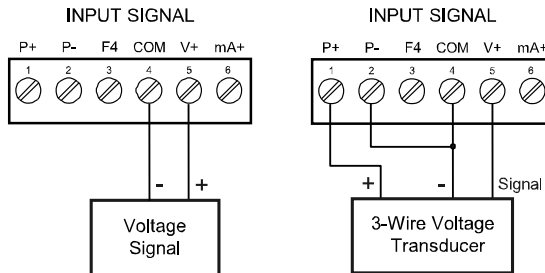 INPUT SIGNAL
P+ P- F4 COM V+ mA+
1 2 3 4 5 6
- +
Voltage
Signal
INPUT SIGNAL
P+ P- F4 COM V+ mA+
1 2 3 4 5 6
+ - Signal
3-Wire Voltage
Transducer